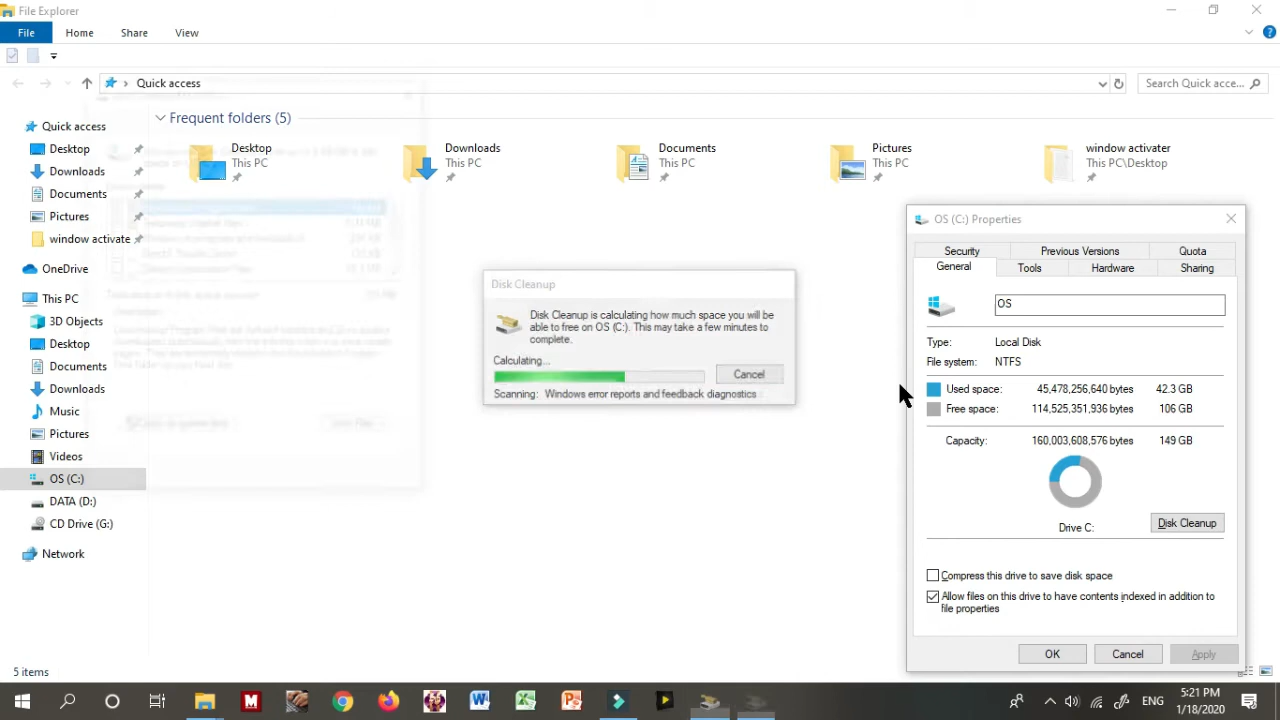 File Explorer
File Home Share View
Quick access
Search Quick acce...
Quick access
Desktop
Downloads
Documents
Pictures
window activate
OneDrive
This PC
3D Objects
Desktop
Documents
Downloads
Music
Pictures
Videos
OS (C:)
DATA (D:)
CD Drive (G:)
Network
Frequent folders (5)
Desktop
This PC
Downloads
This PC
Documents
This PC
Pictures
This PC
window activater
This PC\Desktop
Disk Cleanup
Disk Cleanup is calculating how much space you will be
able to free on OS (C:). This may take a few minutes to
complete.
Calculating...
Cancel
Scanning: Windows error reports and feedback diagnostics
OS (C:) Properties
Security Previous Versions Quota
General Tools Hardware Sharing
OS
Type: Local Disk
File system: NTFS
Used space: 45,478,256,640 bytes 42.3 GB
Free space: 114,525,351,936 bytes 106 GB
Capacity: 160,003,608,576 bytes 149 GB
Drive C:
Disk Cleanup
Compress this drive to save disk space
Allow files on this drive to have contents indexed in addition to
file properties
OK Cancel Apply
5 items
ENG
5:21 PM
1/18/2020